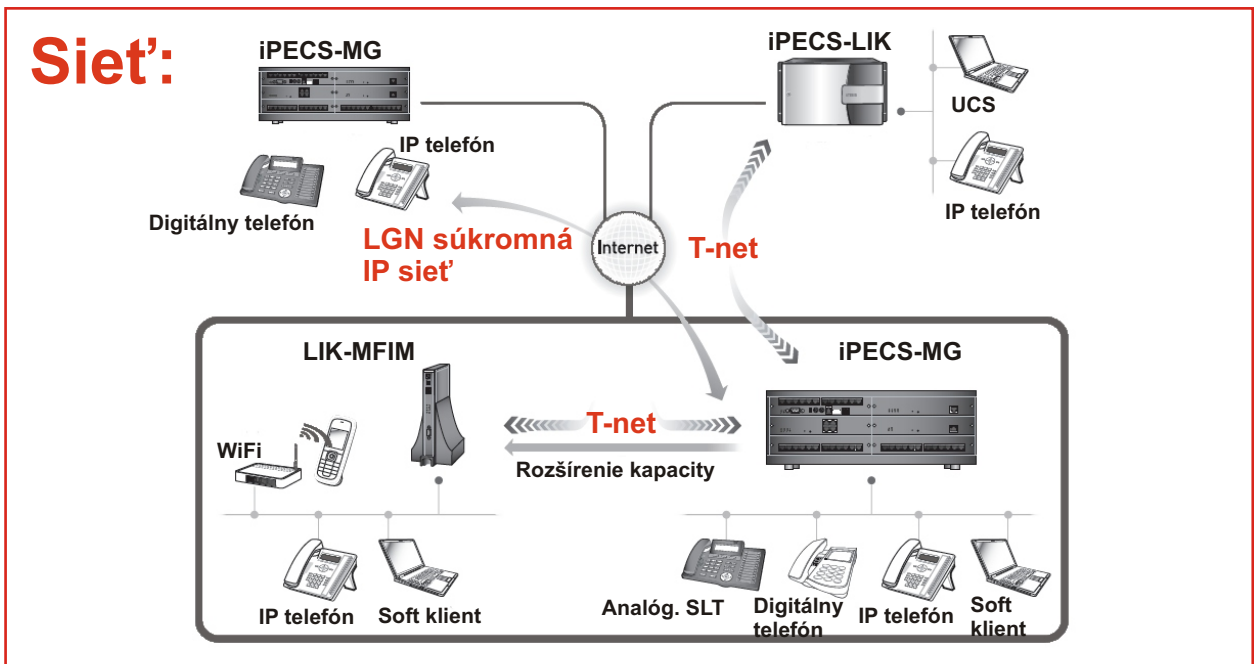 Sieť:
iPECS-MG
iPECS-LIK
UCS
IP telefón
Digitálny telefón
IP telefón
LGN súkromná
IP sieť
Internet
T-net
LIK-MFIM
iPECS-MG
WiFi
T-net
Rozšírenie kapacity
IP telefón
Soft klient
Analóg. SLT
Digitálny
telefón
IP telefón
Soft
klient